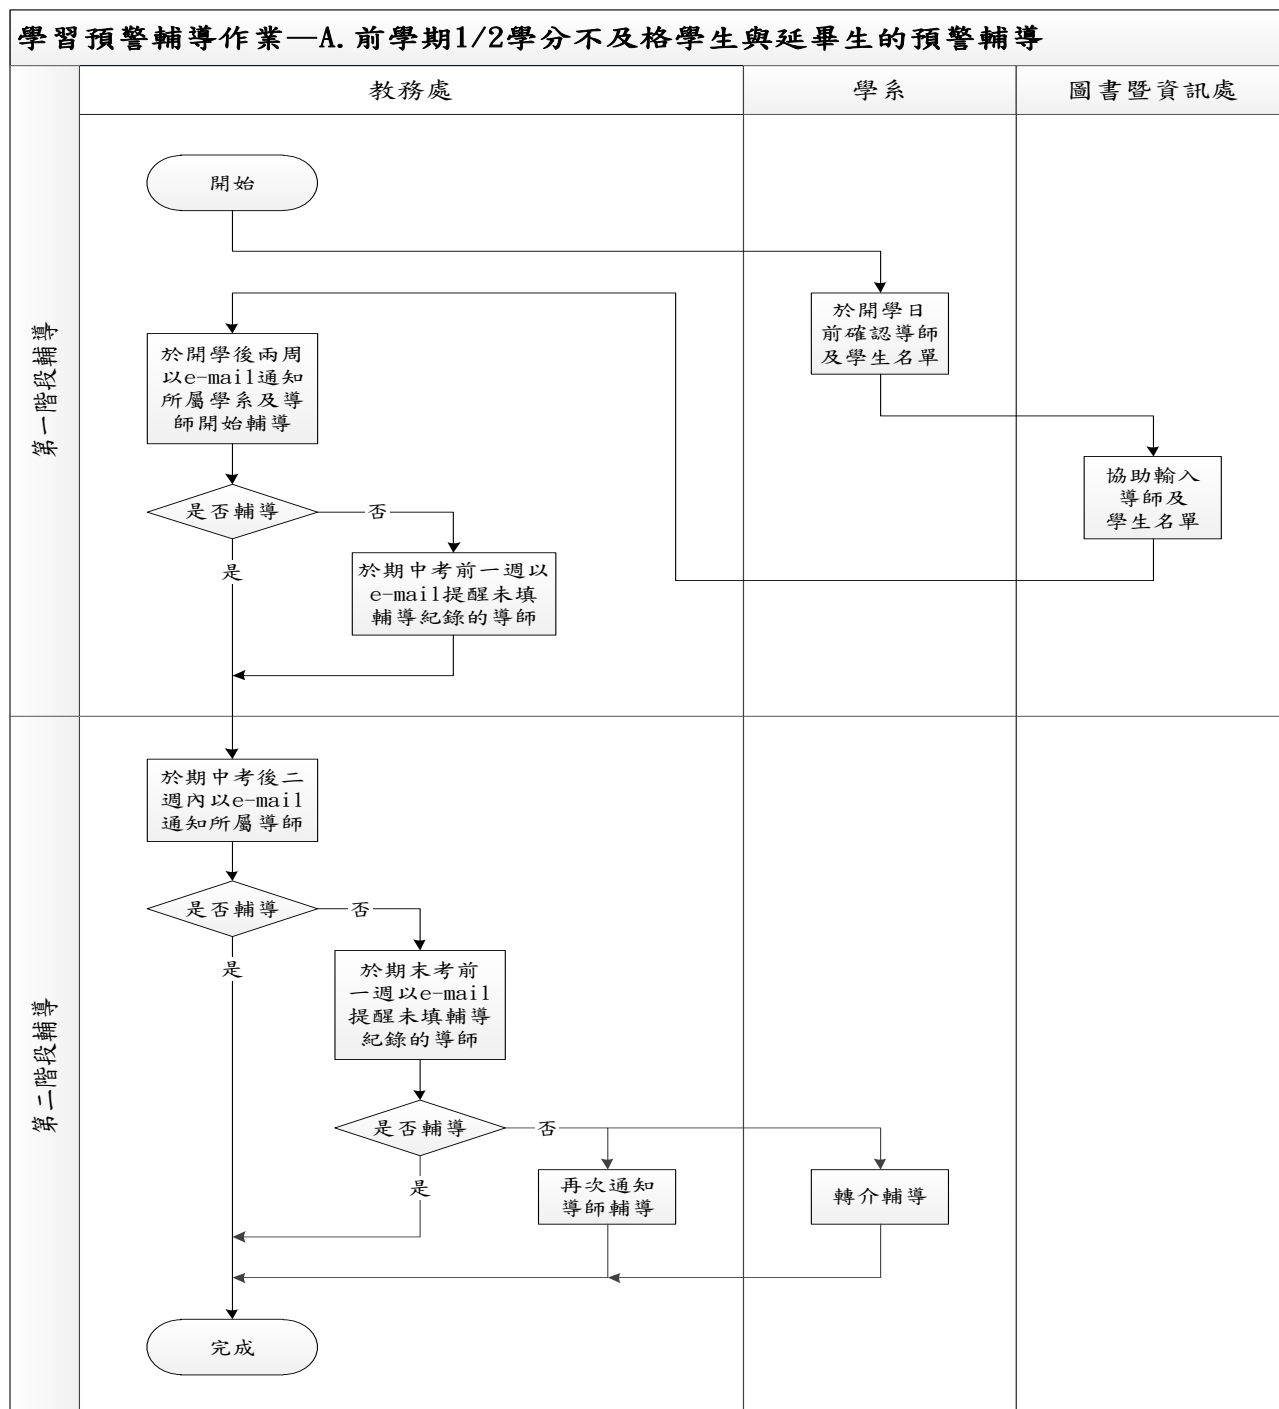 學習預警輔導作業—A.前學期1/2學分不及格學生與延畢生的預警輔導
教務處
學系
圖書暨資訊處
第一階段輔導
開始
於開學日
前確認導師
及學生名單
協助輸入
導師及
學生名單
於開學後兩周
以e-mail通知
所屬學系及導
師開始輔導
是否輔導
否
是
於期中考前一週以
e-mail提醒未填
輔導紀錄的導師
第二階段輔導
於期中考後二
週內以e-mail
通知所屬導師
是否輔導
否
是
於期末考前
一週以e-mail
提醒未填輔導
紀錄的導師
是否輔導
否
是
再次通知
導師輔導
轉介輔導
完成